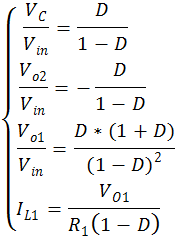 V_C / V_in = D / (1 − D)
V_o2 / V_in = − D / (1 − D)
V_o1 / V_in = D * (1 + D) / (1 − D)^2
I_L1 = V_O1 / (R_1(1 − D))